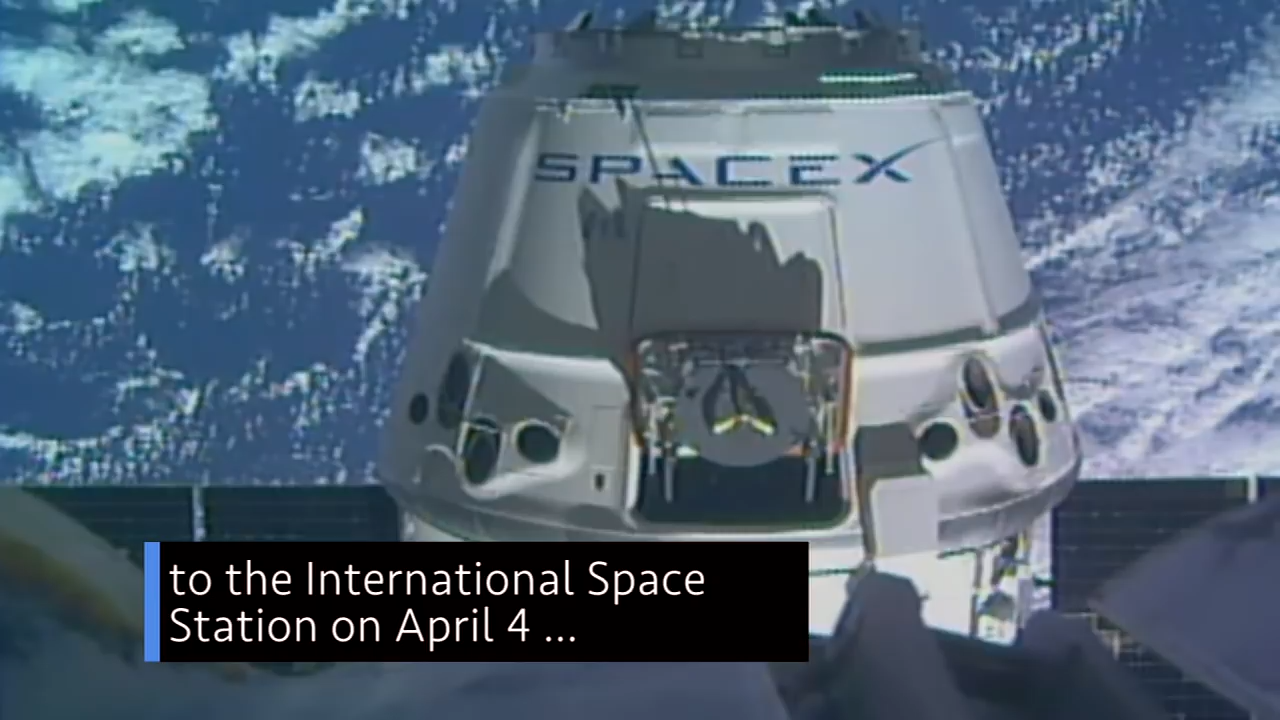 SPACEX
to the International Space
Station on April 4 ...